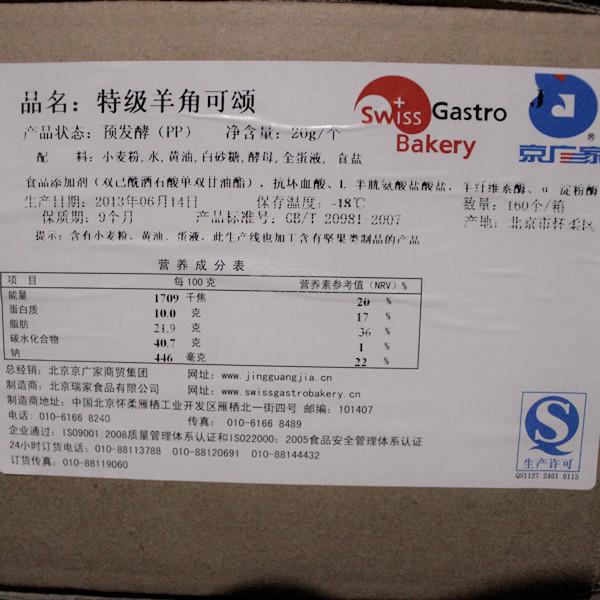 品名：特级羊角可颂
Swiss Gastro Bakery
京广家
®
产品状态：预发酵（PP） 净含量：20g/个
配 料：小麦粉,水,黄油,白砂糖,酵母,全蛋液, 食盐
食品添加剂（双乙酰酒石酸单双甘油酯），抗坏血酸、L 半胱氨酸盐酸盐，半纤维素酶、α 淀粉酶
生产日期：2013年06月14日 保存温度：-18℃ 数量：160个/箱
保质期：9个月 产品标准号：GB/T 20981-2007 产地：北京市怀柔区
提示：含有小麦粉、黄油、蛋液，此生产线也加工含有坚果类制品的产品
营养成分表
项目 每100克 营养素参考值（NRV）%
能量 1709 千焦 20 %
蛋白质 10.0 克 17 %
脂肪 21.9 克 36 %
碳水化合物 40.7 克 1 %
钠 446 毫克 22 %
总经销：北京京广家商贸集团 网址：www.jingguangjia.cn
制造商：北京瑞家食品有限公司 网址：www.swissgastrobakery.cn
制造商地址：中国北京怀柔雁栖工业开发区雁栖北一街四号 邮编：101407
电话：010-6166 8240 传真：010-6166 8489
企业通过：ISO9001:2008质量管理体系认证和ISO22000：2005食品安全管理体系认证
24小时订货电话：010-88113788 010-88120691 010-88144432
订货传真：010-88119060
生产许可
QS1127 2401 0115